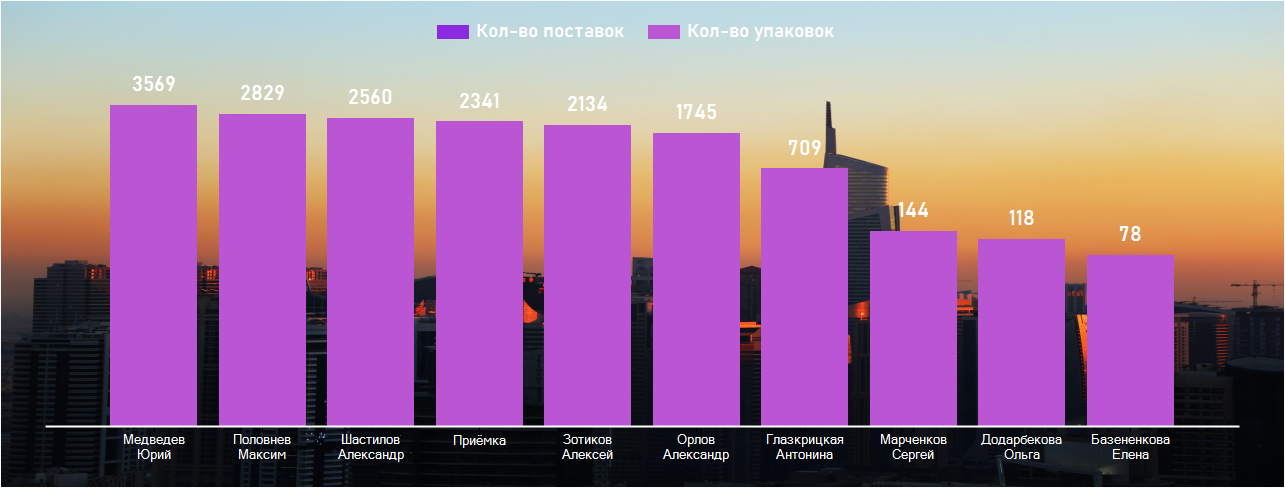 Кол-во поставок Кол-во упаковок
3569 2829 2560 2341 2134 1745 709 144 118 78
Медведев Половнев Шастилов Приёмка Зотиков Орлов Глазкрицкая Марченков Додарбекова Базененкова
Юрий Максим Александр Алексей Александр Антонина Сергей Ольга Елена